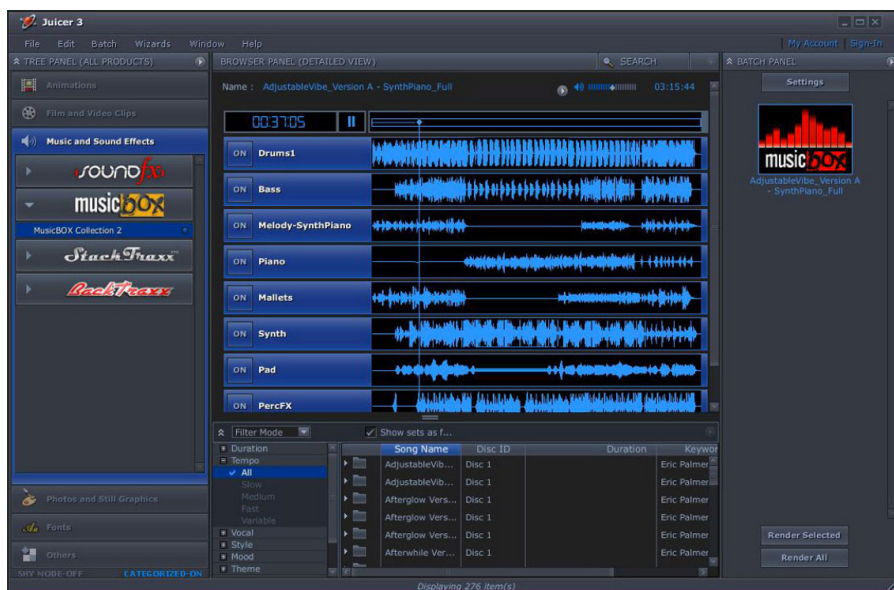 Juicer 3
File Edit Batch Wizards Window Help
My Account | Sign-In
TREE PANEL (ALL PRODUCTS)
Animations
Film and Video Clips
Music and Sound Effects
SOUNDfx
musicbox
MusicBOX Collection 2
StackTraxx
BackTraxx
Photos and Still Graphics
Fonts
Others
SHY MODE-OFF CATEGORIZED-ON
BROWSER PANEL (DETAILED VIEW) SEARCH
Name : AdjustableVibe_Version A - SynthPiano_Full 03:15:44
00:37:05
ON Drums1
ON Bass
ON Melody-SynthPiano
ON Piano
ON Mallets
ON Synth
ON Pad
ON PercFX
Filter Mode Show sets as f...
Duration
Tempo
All
Slow
Medium
Fast
Variable
Vocal
Style
Mood
Theme
Song Name Disc ID Duration Keywor
AdjustableVib... Disc 1 Eric Palmer
AdjustableVib... Disc 1 Eric Palmer
Afterglow Vers... Disc 1 Eric Palmer
Afterglow Vers... Disc 1 Eric Palmer
Afterglow Vers... Disc 1 Eric Palmer
Afterwhile Ver... Disc 1 Eric Palmer
Displaying 276 item(s)
BATCH PANEL
Settings
musicbox
AdjustableVibe_Version A
- SynthPiano_Full
Render Selected
Render All